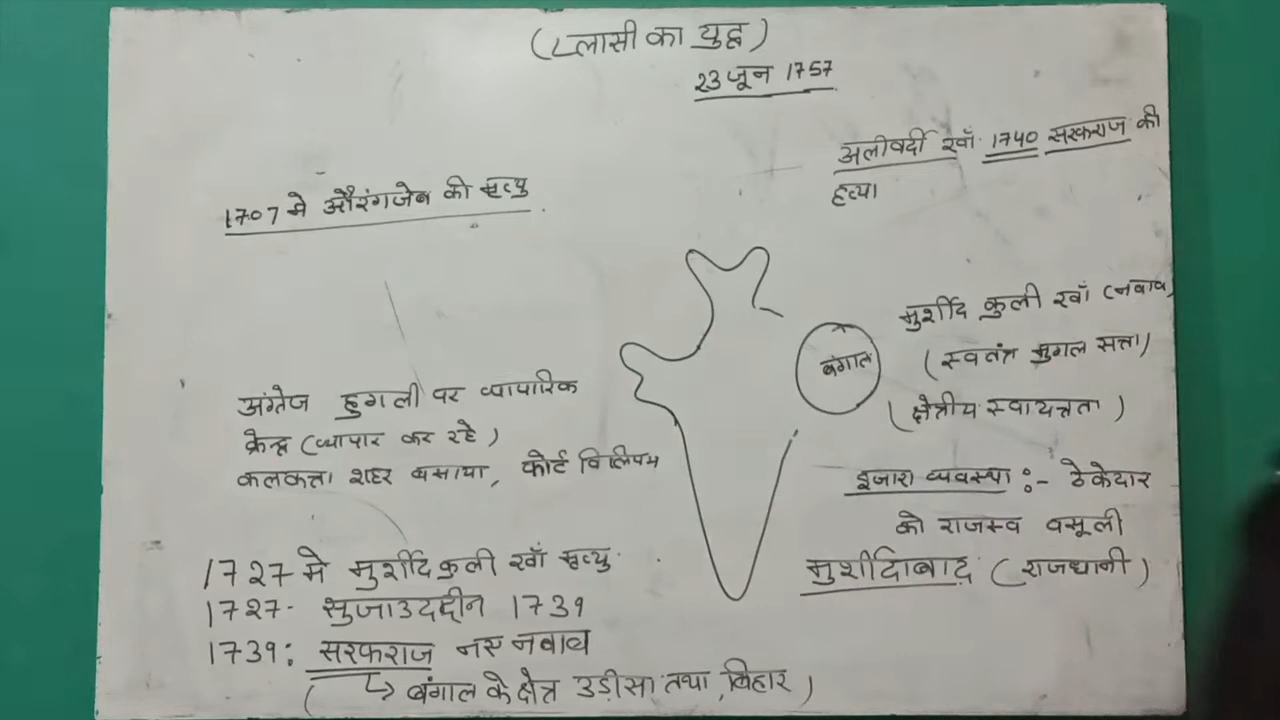 (प्लासी का युद्ध)
23 जून 1757
अलीवर्दी खाँ 1740 सरफराज की
हत्या
1707 मे औरंगजेब की मृत्यु
मुर्शीद कुली खाँ (नवाब)
बंगाल
(स्वतंत्र मुगल सत्ता)
(क्षेत्रीय स्वायत्तता)
अंग्रेज हुगली पर व्यापारिक
केन्द्र (व्यापार कर रहे)
कलकत्ता शहर बसाया, फोर्ट विलियम
इजारा व्यवस्था :- ठेकेदार
को राजस्व वसूली
मुर्शीदाबाद (राजधानी)
1727 मे मुर्शीद कुली खाँ मृत्यु
1727- सुजाउददीन 1739
1739: सरफराज नए नवाब
(↳ बंगाल के क्षेत्र उड़ीसा तथा, बिहार)